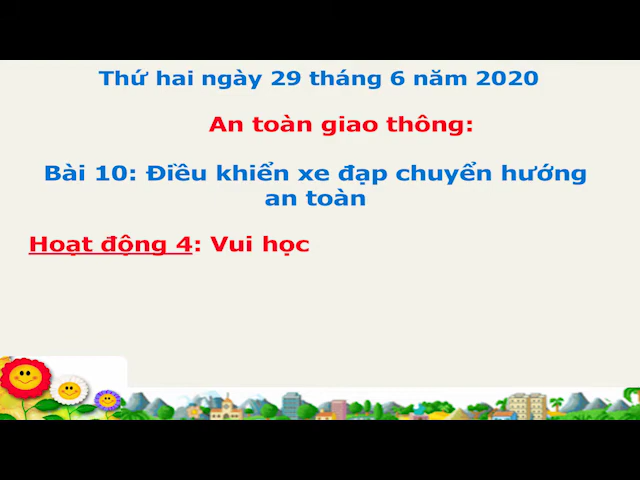 Thứ hai ngày 29 tháng 6 năm 2020
An toàn giao thông:
Bài 10: Điều khiển xe đạp chuyển hướng
an toàn
Hoạt động 4: Vui học